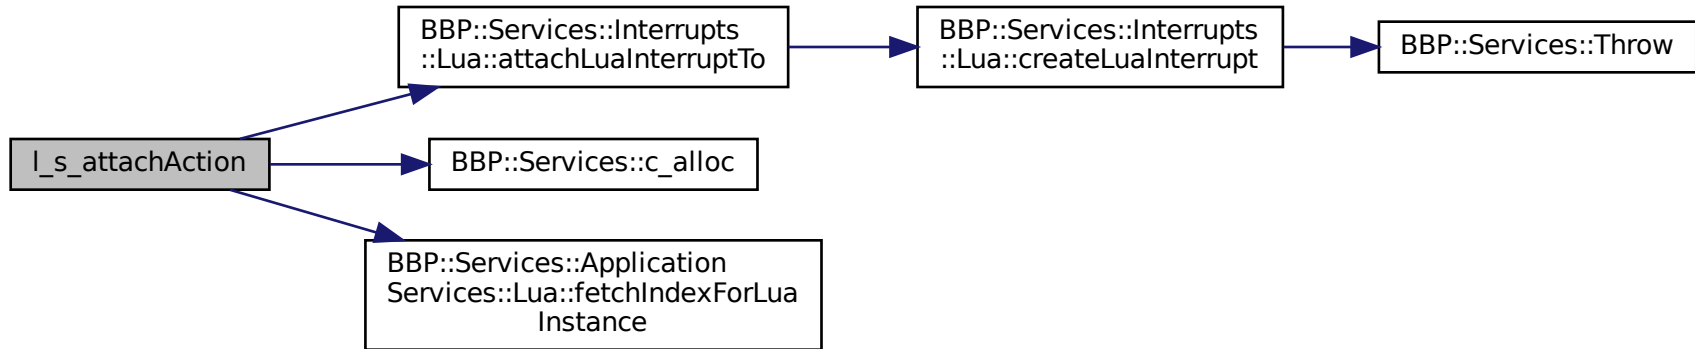 BBP::Services::Interrupts
::Lua::attachLuaInterruptTo
BBP::Services::Interrupts
::Lua::createLuaInterrupt
BBP::Services::Throw
l_s_attachAction
BBP::Services::c_alloc
BBP::Services::Application
Services::Lua::fetchIndexForLua
Instance